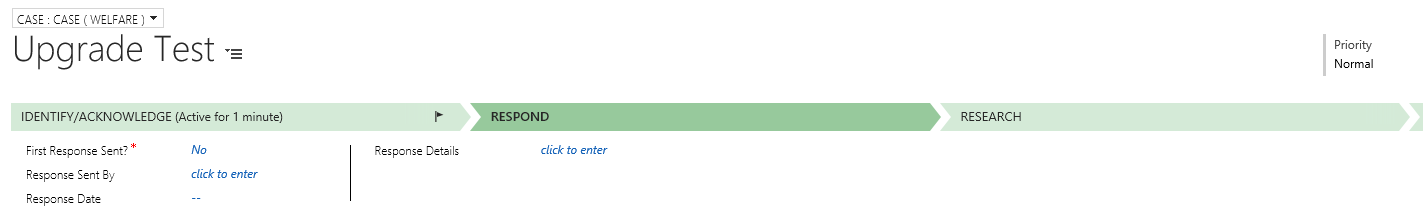 CASE : CASE ( WELFARE )
Upgrade Test
Priority
Normal
IDENTIFY/ACKNOWLEDGE (Active for 1 minute)
RESPOND
RESEARCH
First Response Sent? * No
Response Details click to enter
Response Sent By click to enter
Response Date --